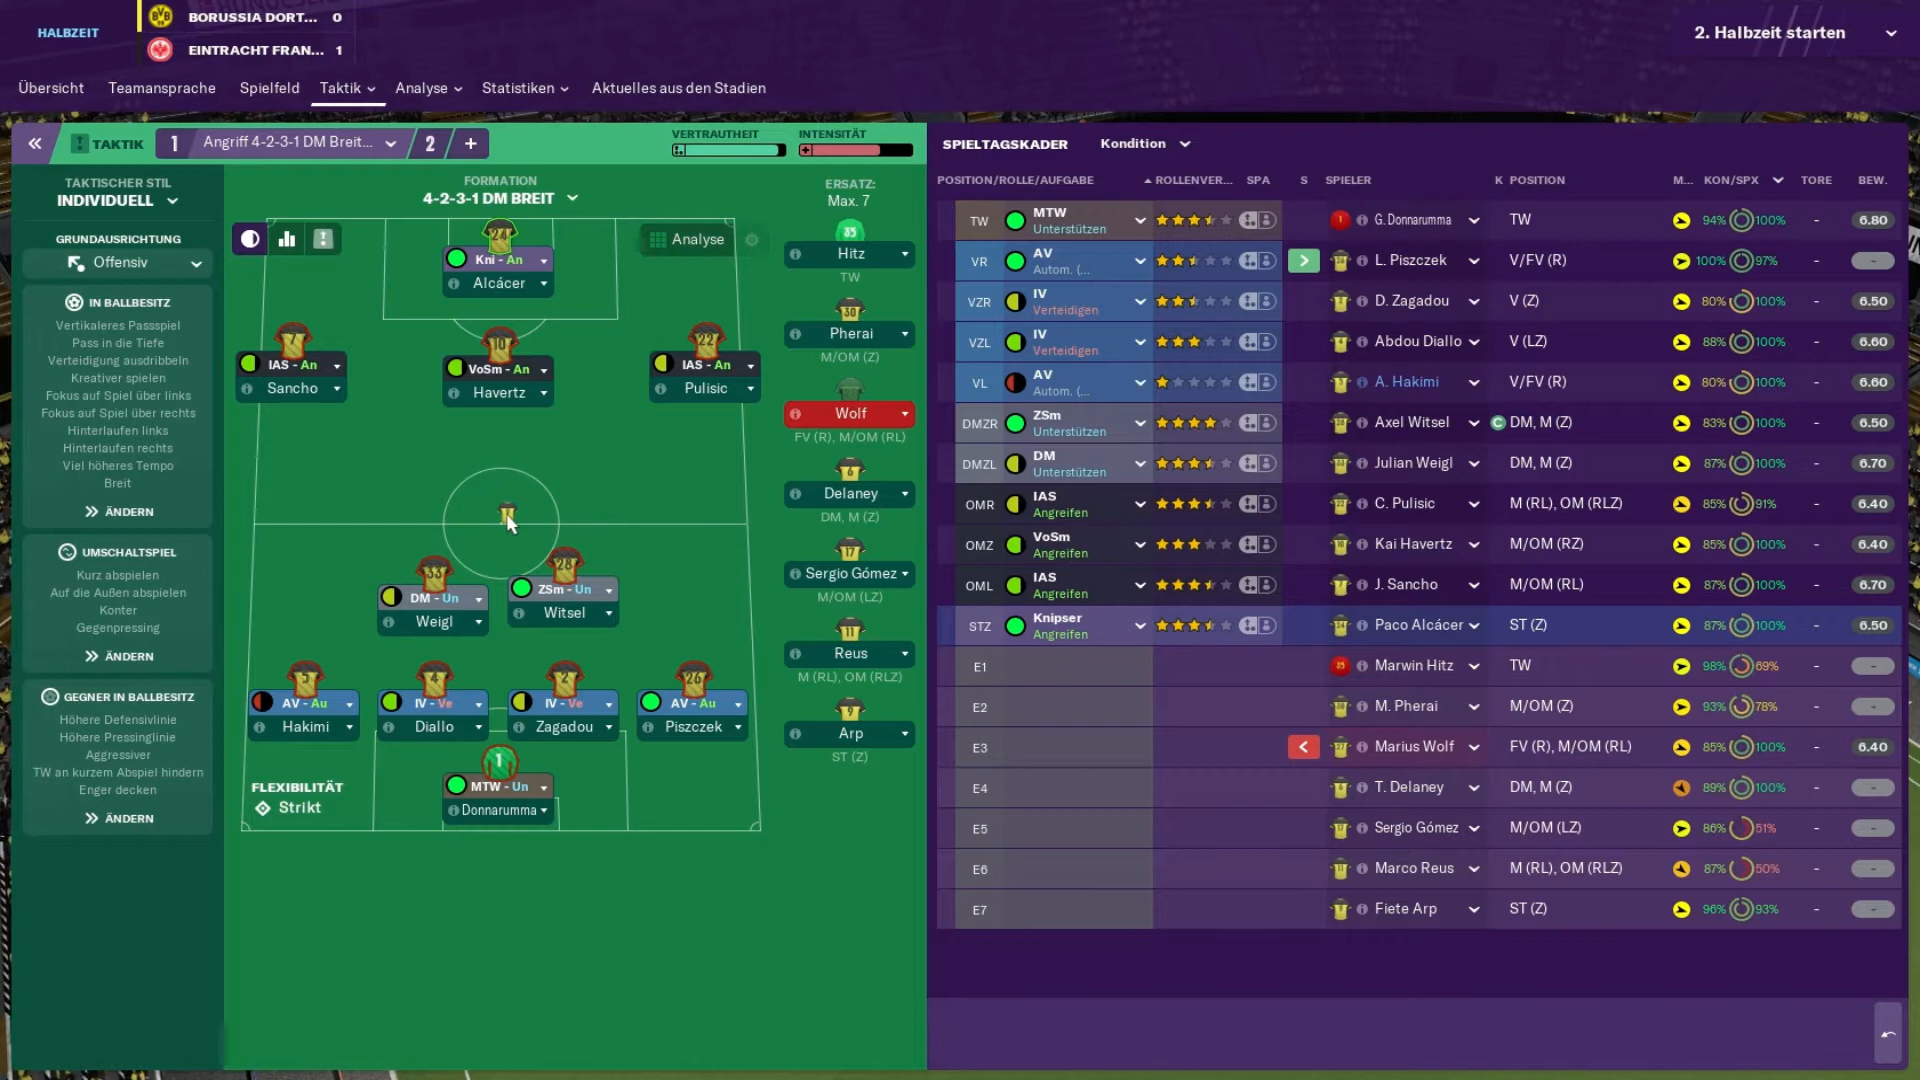 HALBZEIT
BORUSSIA DORT... 0
EINTRACHT FRAN... 1
2. Halbzeit starten
Übersicht Teamansprache Spielfeld Taktik Analyse Statistiken Aktuelles aus den Stadien
TAKTIK 1 Angriff 4-2-3-1 DM Breit... 2 +
VERTRAUTHEIT INTENSITÄT
TAKTISCHER STIL
INDIVIDUELL
GRUNDAUSRICHTUNG
Offensiv
IN BALLBESITZ
Vertikaleres Passspiel
Pass in die Tiefe
Verteidigung ausdribbeln
Kreativer spielen
Fokus auf Spiel über links
Fokus auf Spiel über rechts
Hinterlaufen links
Hinterlaufen rechts
Viel höheres Tempo
Breit
ÄNDERN
UMSCHALTSPIEL
Kurz abspielen
Auf die Außen abspielen
Konter
Gegenpressing
ÄNDERN
GEGNER IN BALLBESITZ
Höhere Defensivlinie
Höhere Pressinglinie
Aggressiver
TW an kurzem Abspiel hindern
Enger decken
ÄNDERN
FORMATION
4-2-3-1 DM BREIT
Analyse
Kni - An
Alcácer
7
IAS - An
Sancho
10
VoSm - An
Havertz
22
IAS - An
Pulisic
33
DM - Un
Weigl
28
ZSm - Un
Witsel
5
AV - Au
Hakimi
4
IV - Ve
Diallo
2
IV - Ve
Zagadou
26
AV - Au
Piszczek
1
MTW - Un
Donnarumma
FLEXIBILITÄT
Strikt
ERSATZ:
Max. 7
35
Hitz
TW
30
Pherai
M/OM (Z)
Wolf
FV (R), M/OM (RL)
6
Delaney
DM, M (Z)
17
Sergio Gómez
M/OM (LZ)
11
Reus
M (RL), OM (RLZ)
9
Arp
ST (Z)
SPIELTAGSKADER Kondition
POSITION/ROLLE/AUFGABE ROLLENVER... SPA S SPIELER K POSITION M... KON/SPX TORE BEW.
TW MTW Unterstützen G. Donnarumma TW 94% 100% - 6.80
VR AV Autom. (... L. Piszczek V/FV (R) 100% 97% - -
VZR IV Verteidigen D. Zagadou V (Z) 80% 100% - 6.50
VZL IV Verteidigen Abdou Diallo V (LZ) 88% 100% - 6.60
VL AV Autom. (... A. Hakimi V/FV (R) 80% 100% - 6.60
DMZR ZSm Unterstützen Axel Witsel C DM, M (Z) 83% 100% - 6.50
DMZL DM Unterstützen Julian Weigl DM, M (Z) 87% 100% - 6.70
OMR IAS Angreifen C. Pulisic M (RL), OM (RLZ) 85% 91% - 6.40
OMZ VoSm Angreifen Kai Havertz M/OM (RZ) 85% 100% - 6.40
OML IAS Angreifen J. Sancho M/OM (RL) 87% 100% - 6.70
STZ Knipser Angreifen Paco Alcácer ST (Z) 87% 100% - 6.50
E1 Marwin Hitz TW 98% 69% - -
E2 M. Pherai M/OM (Z) 93% 78% - -
E3 Marius Wolf FV (R), M/OM (RL) 85% 100% - 6.40
E4 T. Delaney DM, M (Z) 89% 100% - -
E5 Sergio Gómez M/OM (LZ) 86% 51% - -
E6 Marco Reus M (RL), OM (RLZ) 87% 50% - -
E7 Fiete Arp ST (Z) 96% 93% - -